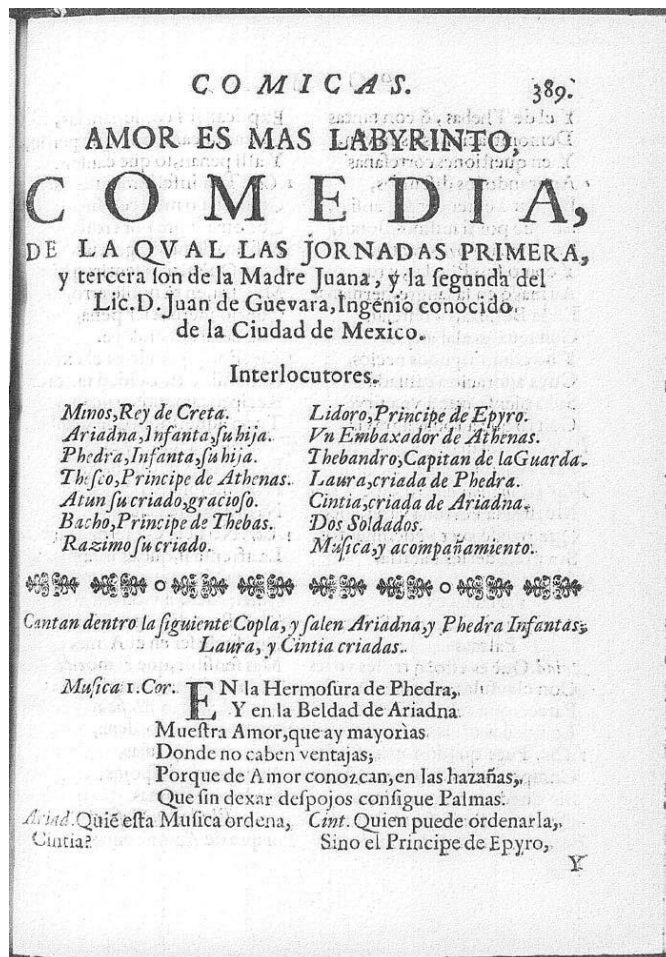 COMICAS. 389.
AMOR ES MAS LABYRINTO,
COMEDIA,
DE LA QVAL LAS JORNADAS PRIMERA,
y tercera ſon de la Madre Juana, y la ſegunda del
Lic. D. Juan de Guevara, Ingenio conocido
de la Ciudad de Mexico.
Interlocutores.
Minos, Rey de Creta.
Ariadna, Infanta, ſu hija.
Phedra, Infanta, ſu hija.
Theſeo, Principe de Athenas.
Atun ſu criado, gracioſo.
Bacho, Principe de Thebas.
Razimo ſu criado.
Lidoro, Principe de Epyro.
Vn Embaxador de Athenas.
Thebandro, Capitan de la Guarda.
Laura, criada de Phedra.
Cintia, criada de Ariadna.
Dos Soldados.
Muſica, y acompañamiento.
Cantan dentro la ſiguiente Copla, y ſalen Ariadna, y Phedra Infantas;
Laura, y Cintia criadas.
Muſica 1. Cor. EN la Hermoſura de Phedra,
Y en la Beldad de Ariadna
Mueſtra Amor, que ay mayorìas
Donde no caben ventajas;
Porque de Amor conozcan, en las hazañas,
Que ſin dexar deſpojos conſigue Palmas.
Ariad. Quiē eſta Muſica ordena,
Cintia?
Cint. Quien puede ordenarla,
Sino el Principe de Epyro,
Y